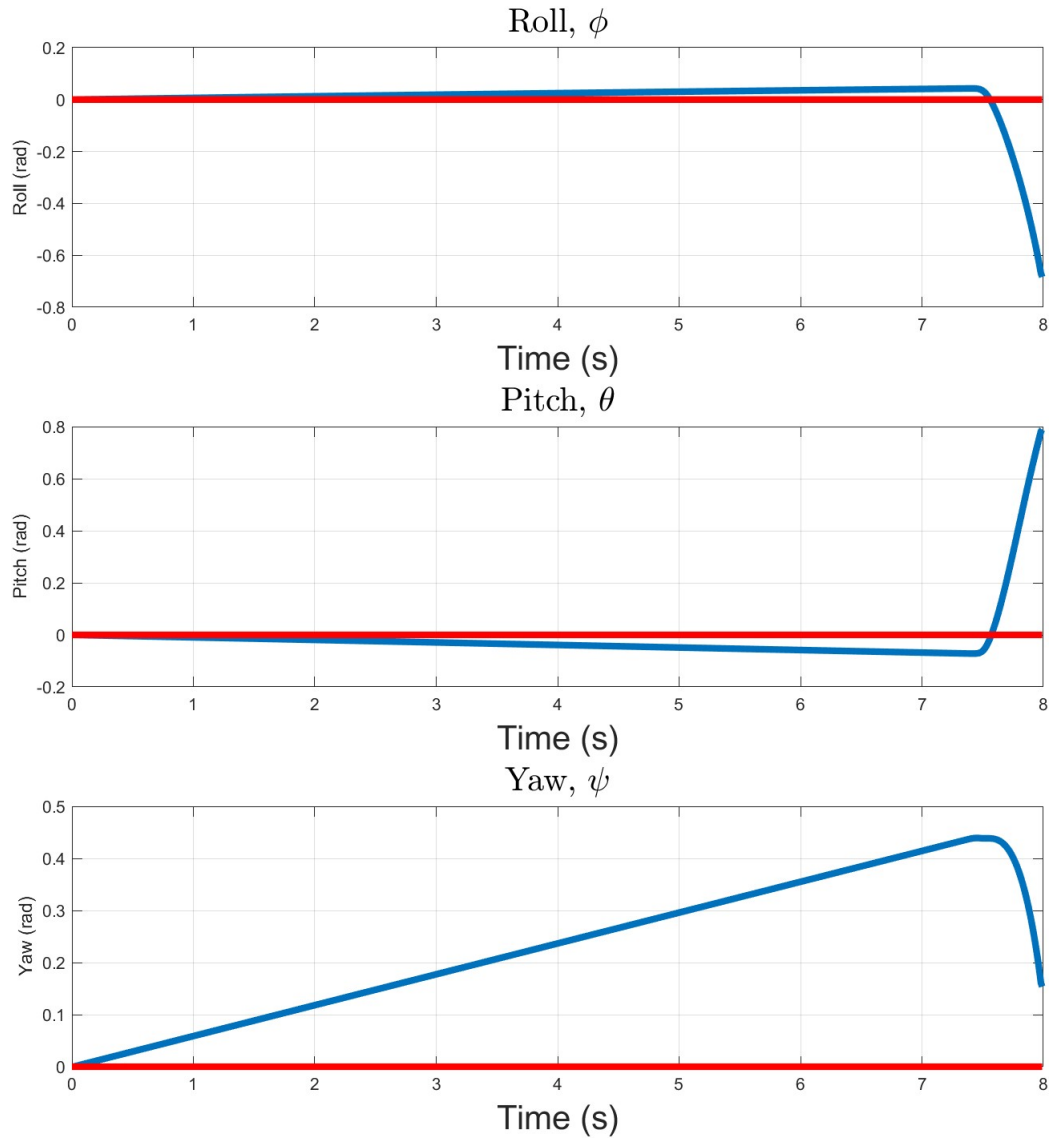 Roll, ϕ
0.2
0
-0.2
-0.4
-0.6
-0.8
Roll (rad)
0 1 2 3 4 5 6 7 8
Time (s)
Pitch, θ
0.8
0.6
0.4
0.2
0
-0.2
Pitch (rad)
0 1 2 3 4 5 6 7 8
Time (s)
Yaw, ψ
0.5
0.4
0.3
0.2
0.1
0
Yaw (rad)
0 1 2 3 4 5 6 7 8
Time (s)